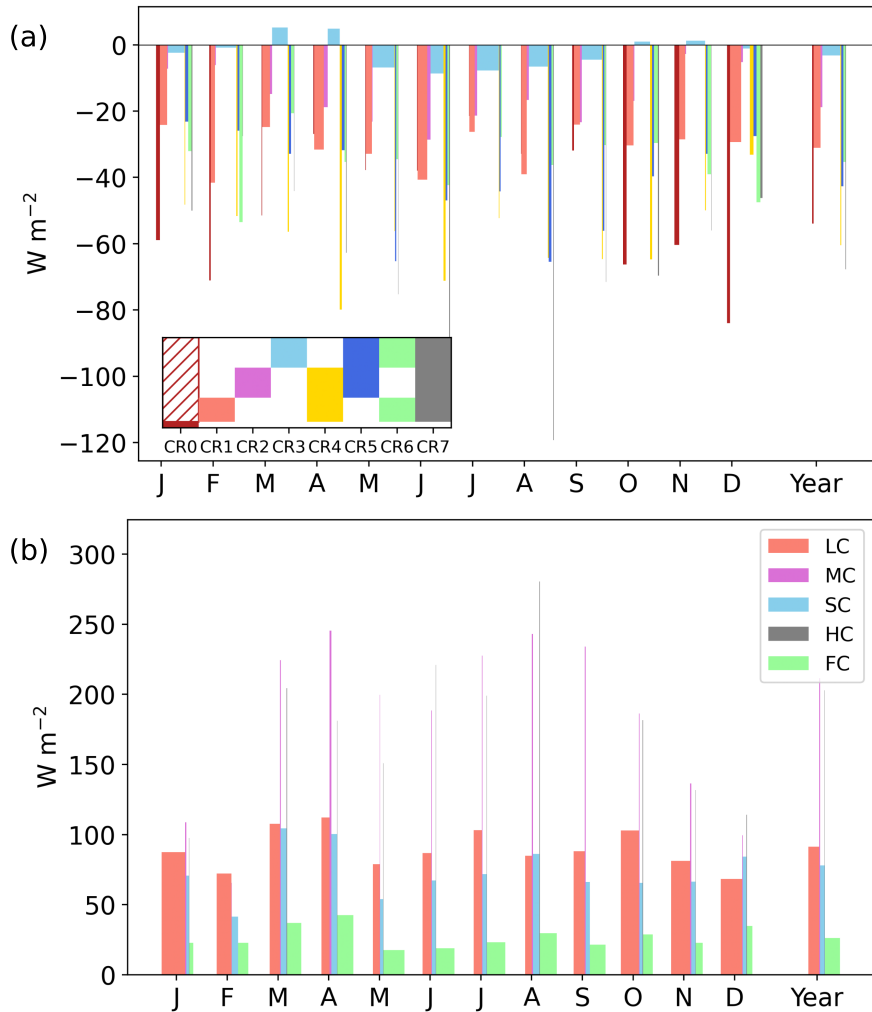 (a)
0
−20
−40
−60
−80
−100
−120
W m−2
CR0 CR1 CR2 CR3 CR4 CR5 CR6 CR7
J F M A M J J A S O N D Year
(b)
300
250
200
150
100
50
0
W m−2
LC
MC
SC
HC
FC
J F M A M J J A S O N D Year